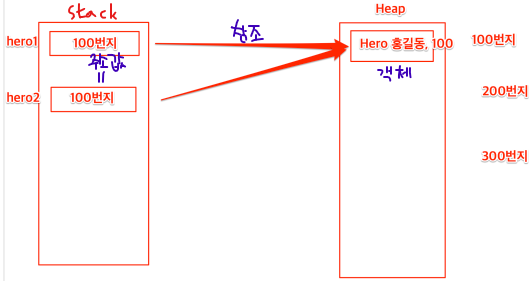 stack
Heap
hero1
100번지
참조
Hero 홍길동, 100
100번지
주소값
=
객체
hero2
100번지
200번지
300번지